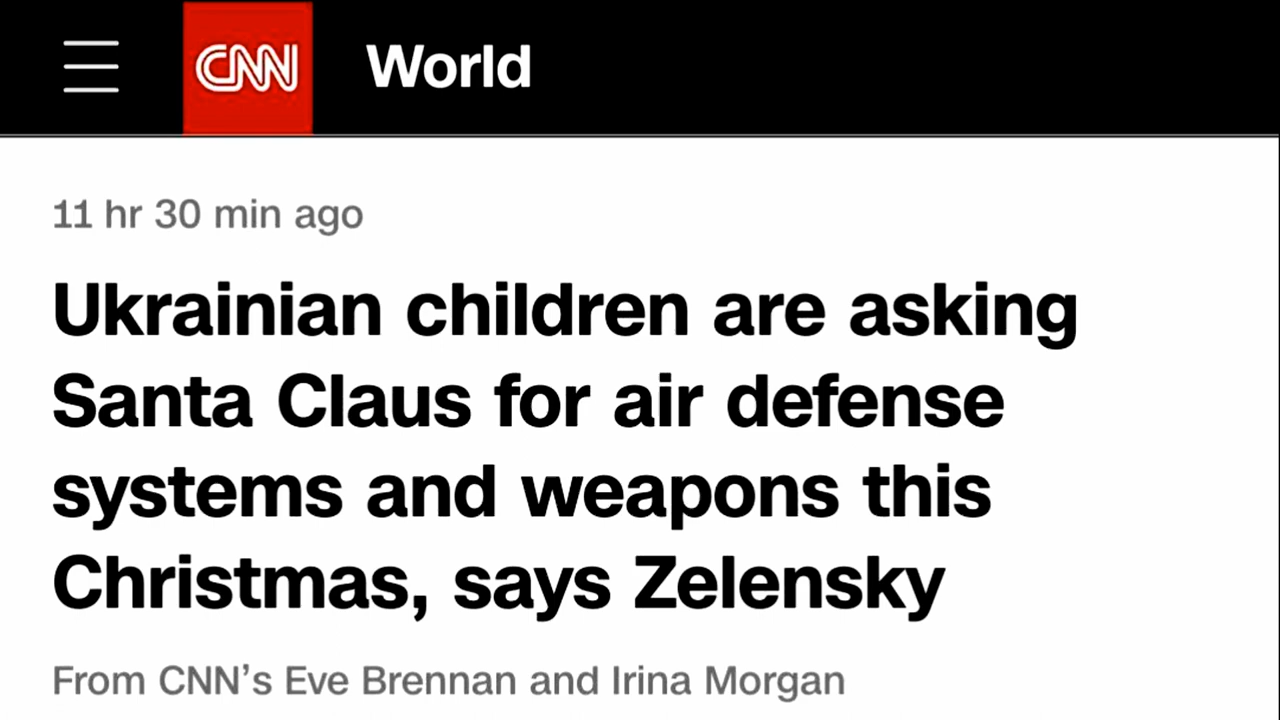 CNN World
11 hr 30 min ago
Ukrainian children are asking
Santa Claus for air defense
systems and weapons this
Christmas, says Zelensky
From CNN’s Eve Brennan and Irina Morgan